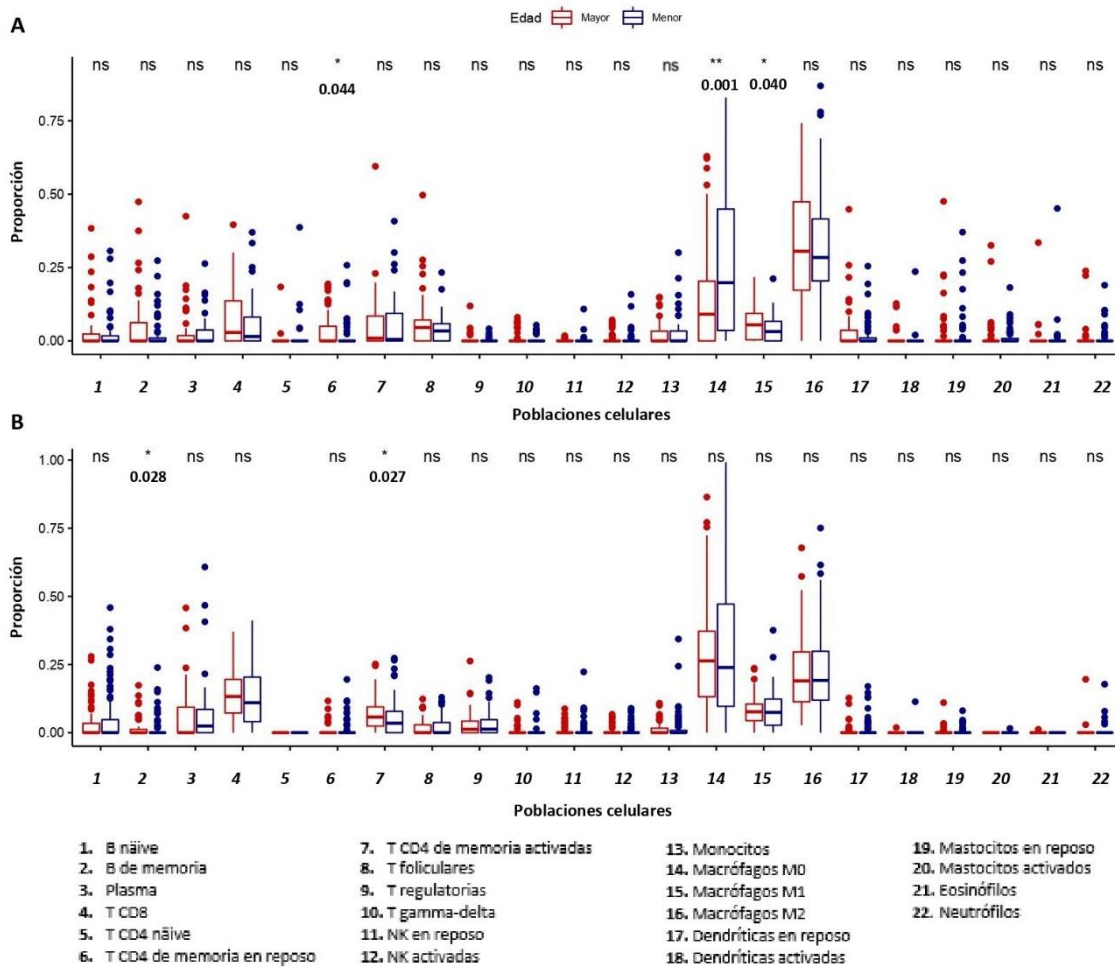 Edad Mayor Menor
A
ns ns ns ns ns * ns ns ns ns ns ns ns ** * ns ns ns ns ns ns ns
0.044 0.001 0.040
0.75
0.50
0.25
0.00
Proporción
1 2 3 4 5 6 7 8 9 10 11 12 13 14 15 16 17 18 19 20 21 22
Poblaciones celulares
B
1.00
ns * ns ns ns * ns ns ns ns ns ns ns ns ns ns ns ns ns ns ns
0.028 0.027
0.75
0.50
0.25
0.00
Proporción
1 2 3 4 5 6 7 8 9 10 11 12 13 14 15 16 17 18 19 20 21 22
Poblaciones celulares
1. B näive
2. B de memoria
3. Plasma
4. T CD8
5. T CD4 näive
6. T CD4 de memoria en reposo
7. T CD4 de memoria activadas
8. T foliculares
9. T regulatorias
10. T gamma-delta
11. NK en reposo
12. NK activadas
13. Monocitos
14. Macrófagos M0
15. Macrófagos M1
16. Macrófagos M2
17. Dendríticas en reposo
18. Dendríticas activadas
19. Mastocitos en reposo
20. Mastocitos activados
21. Eosinófilos
22. Neutrófilos